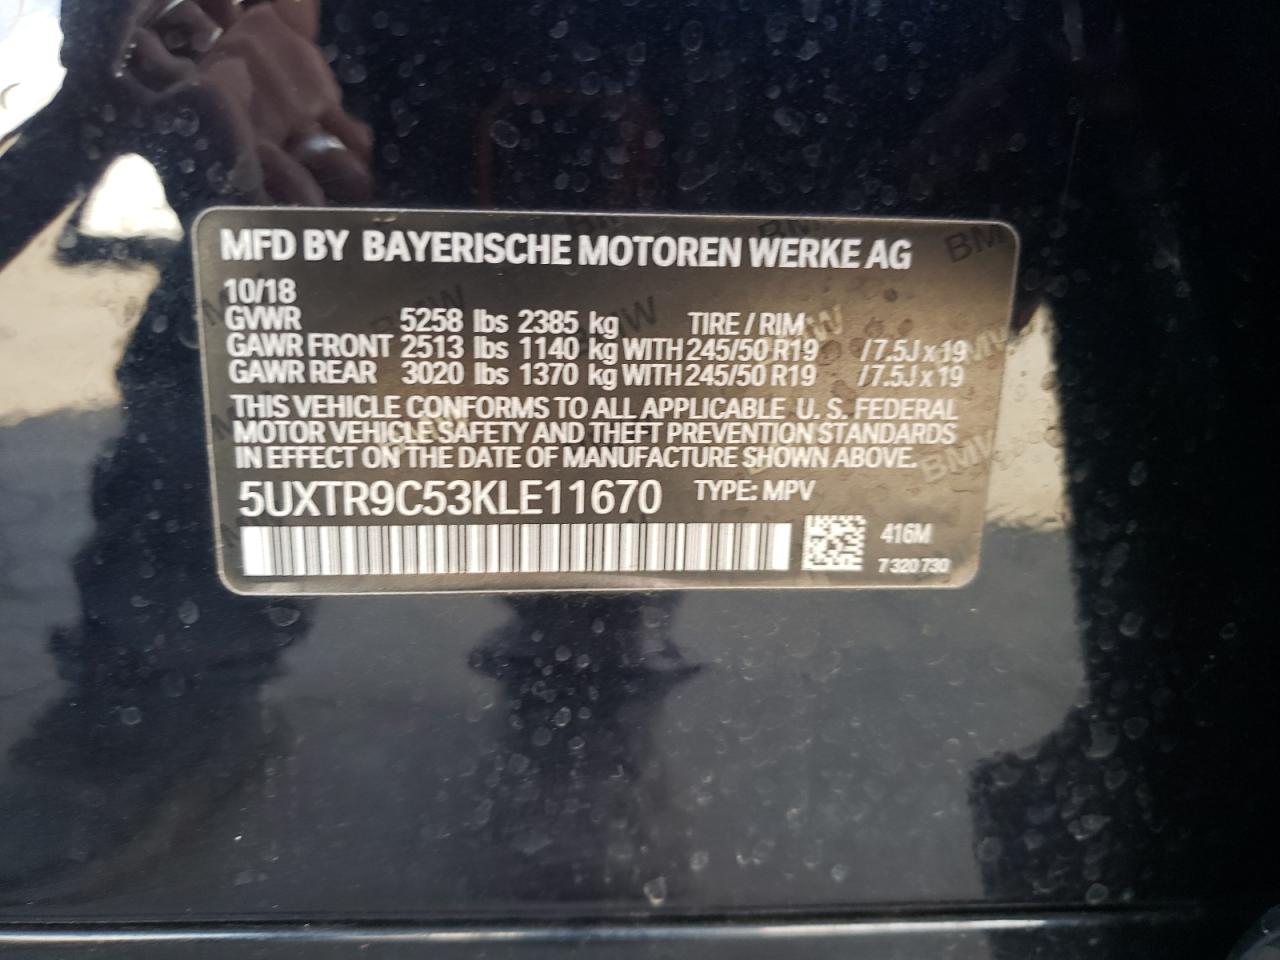 MFD BY BAYERISCHE MOTOREN WERKE AG
10/18
GVWR 5258 lbs 2385 kg TIRE / RIM
GAWR FRONT 2513 lbs 1140 kg WITH 245/50 R19 /7.5J x 19
GAWR REAR 3020 lbs 1370 kg WITH 245/50 R19 /7.5J x 19
THIS VEHICLE CONFORMS TO ALL APPLICABLE U. S. FEDERAL
MOTOR VEHICLE SAFETY AND THEFT PREVENTION STANDARDS
IN EFFECT ON THE DATE OF MANUFACTURE SHOWN ABOVE.
5UXTR9C53KLE11670 TYPE: MPV
416M
7 320 730